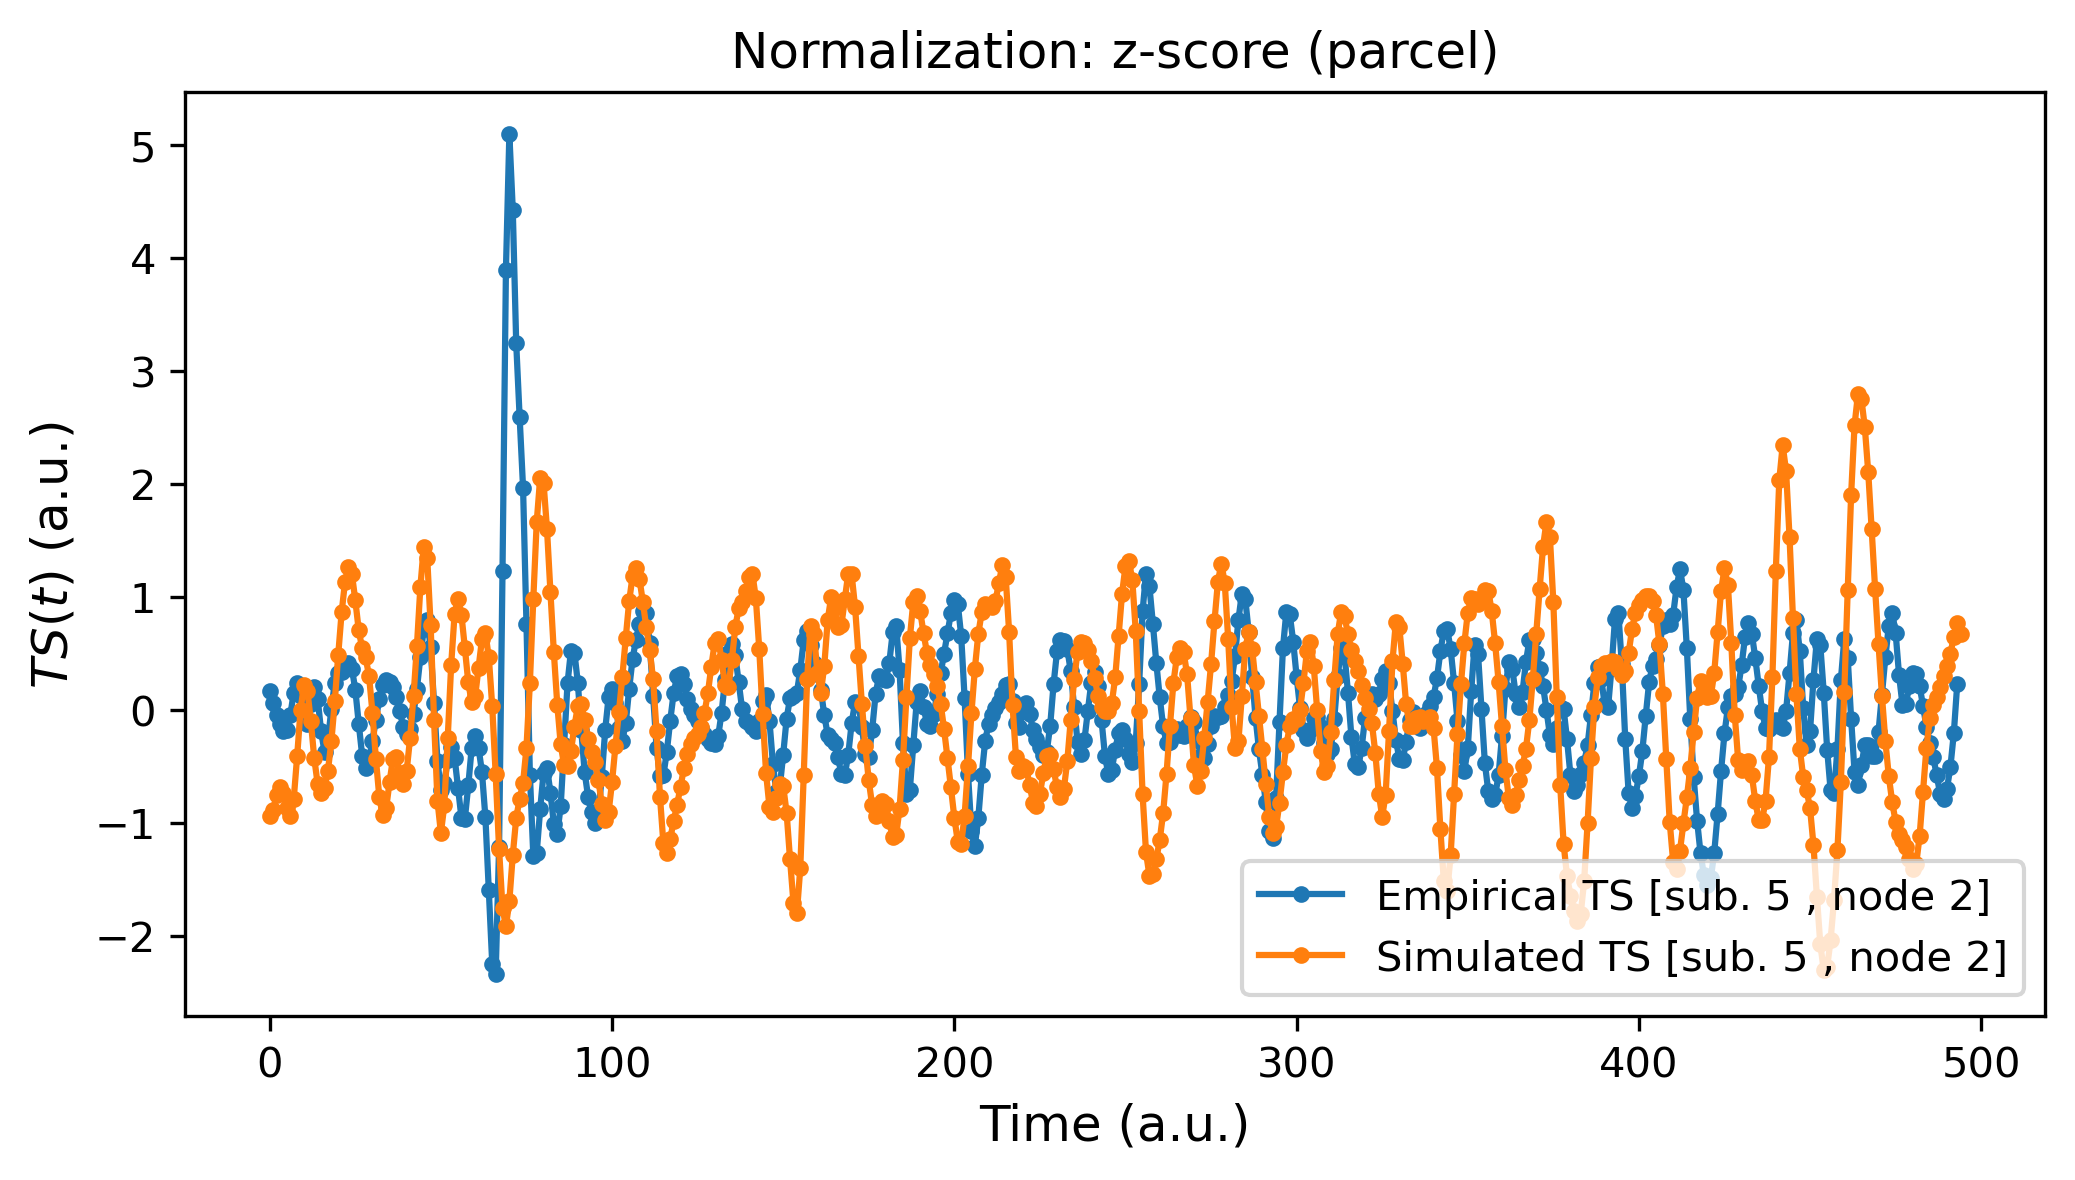 Normalization: z-score (parcel)
TS(t) (a.u.)
5
4
3
2
1
0
−1
−2
Empirical TS [sub. 5 , node 2]
Simulated TS [sub. 5 , node 2]
0 100 200 300 400 500
Time (a.u.)